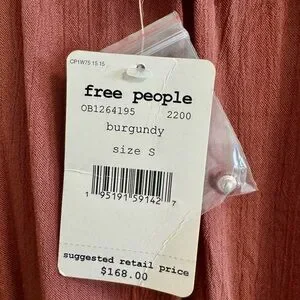 CP1W75 15 15
free people
OB1264195 2200
burgundy
size S
1 95191 59142 7
suggested retail price
$168.00